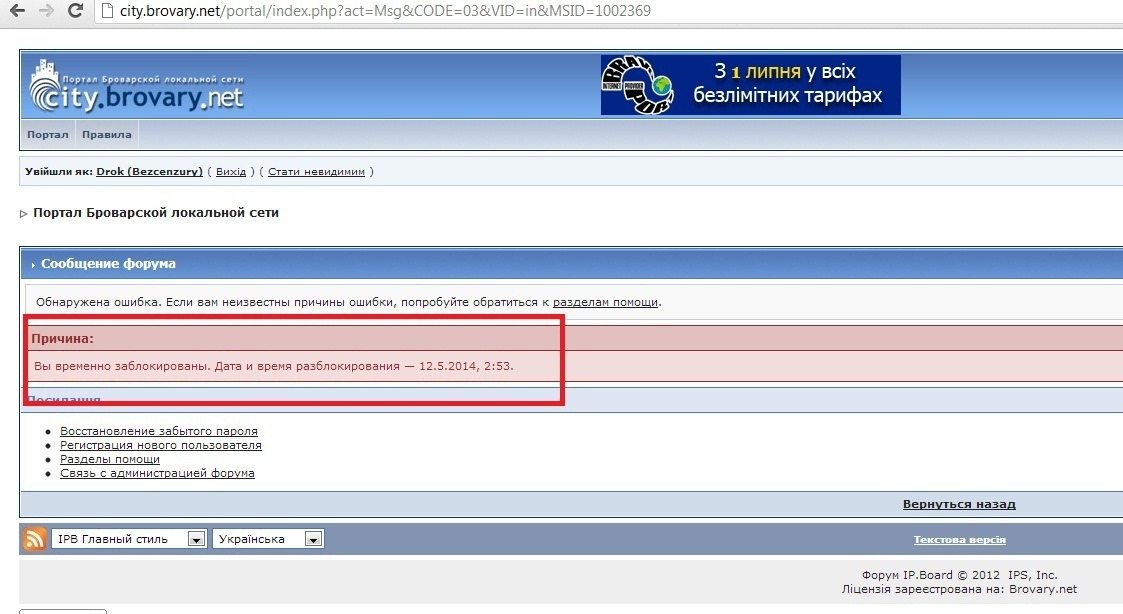 city.brovary.net/portal/index.php?act=Msg&CODE=03&VID=in&MSID=1002369
Портал Броварской локальной сети
city.brovary.net
BRAVPORT
INTERNET PROVIDER
З 1 липня у всіх
безлімітних тарифах
Портал Правила
Увійшли як: Drok (Bezcenzury) ( Вихід ) ( Стати невидимим )
Портал Броварской локальной сети
Сообщение форума
Обнаружена ошибка. Если вам неизвестны причины ошибки, попробуйте обратиться к разделам помощи.
Причина:
Вы временно заблокированы. Дата и время разблокирования — 12.5.2014, 2:53.
Посилання
Восстановление забытого пароля
Регистрация нового пользователя
Разделы помощи
Связь с администрацией форума
Вернуться назад
IPB Главный стиль Українська Текстова версія
Форум IP.Board © 2012 IPS, Inc.
Ліцензія зареєстрована на: Brovary.net